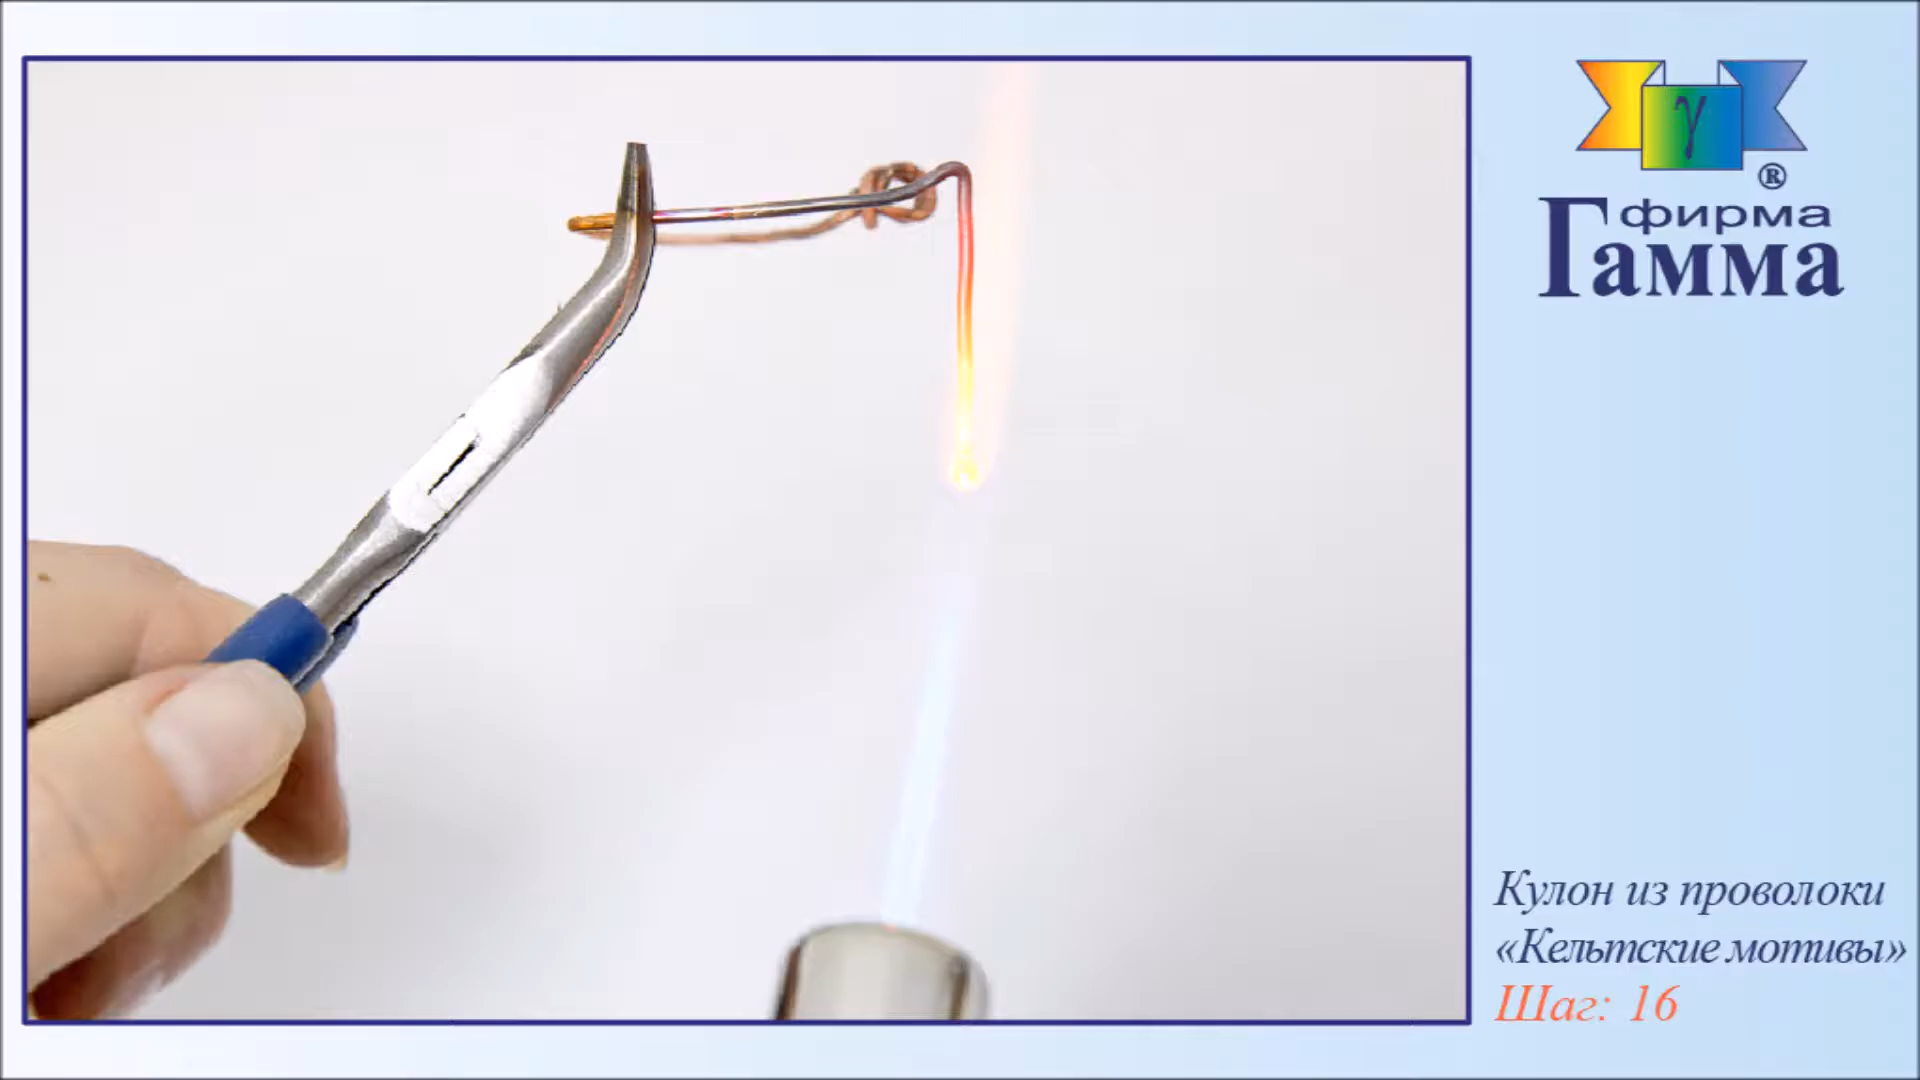 γ
®
фирма
Гамма
Кулон из проволоки
«Кельтские мотивы»
Шаг: 16